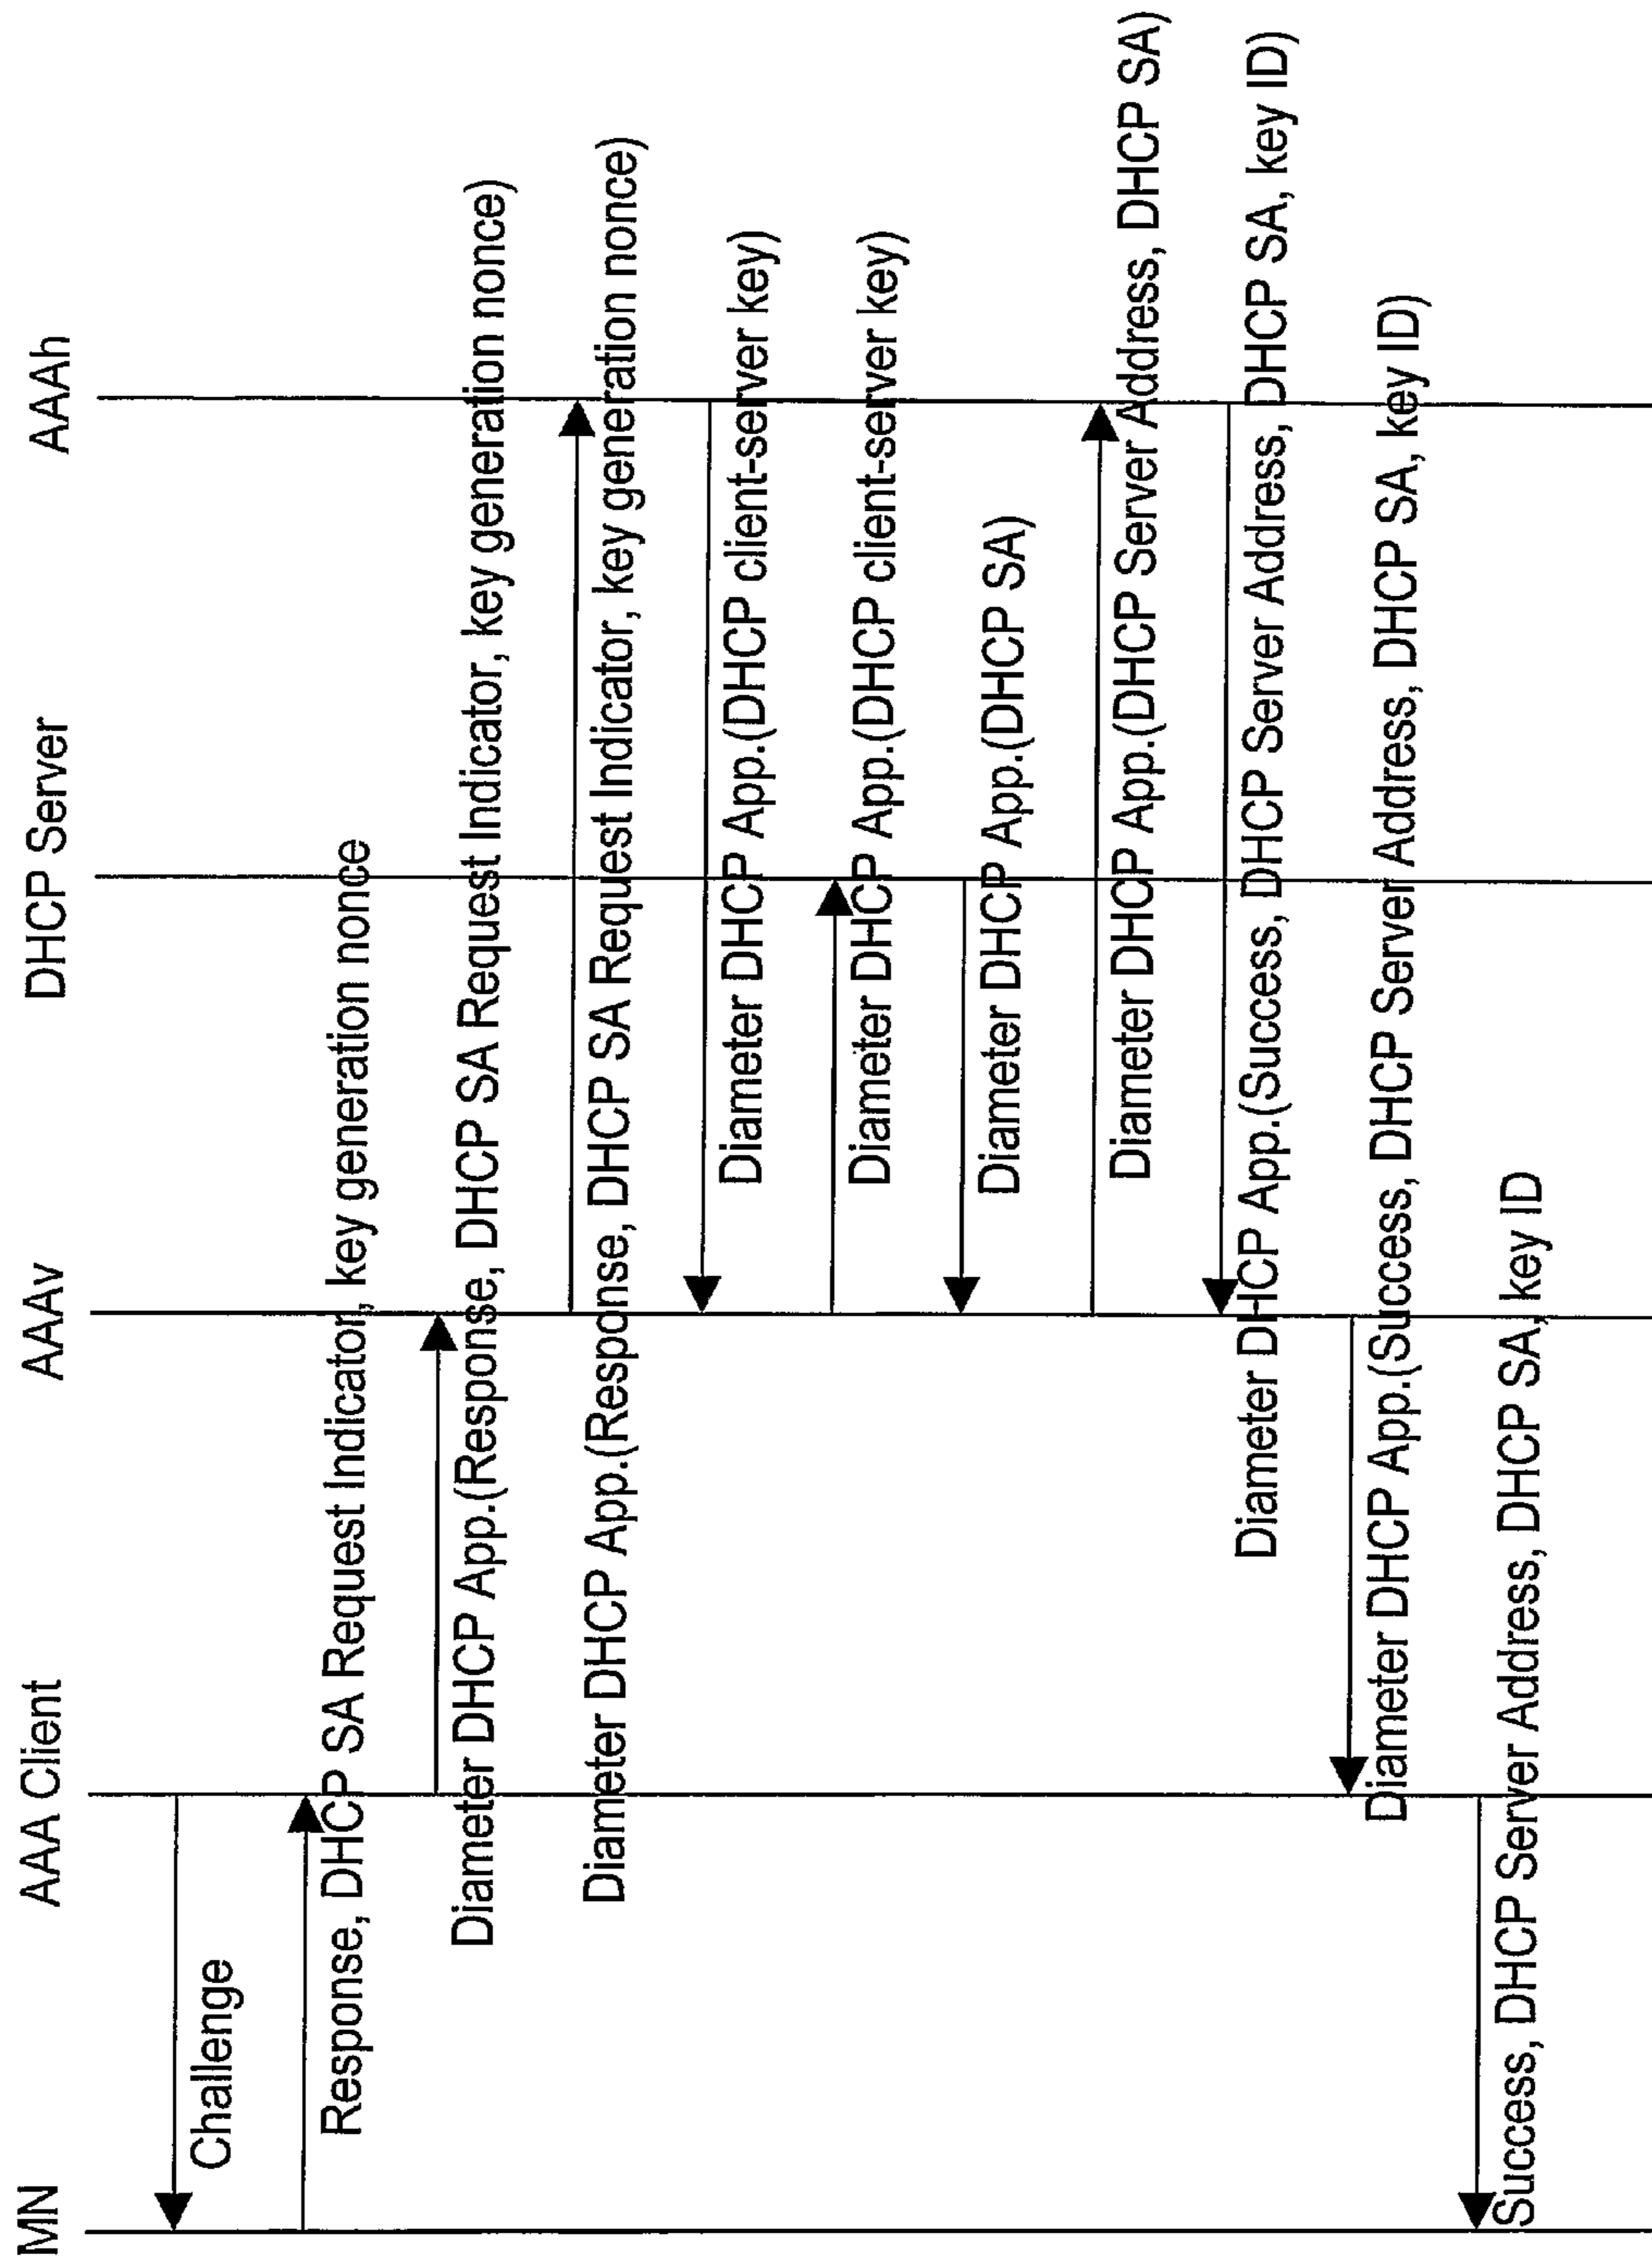 MN
AAA Client
AAAv
DHCP Server
AAAh
Challenge
Response, DHCP SA Request Indicator, key generation nonce
Diameter DHCP App.(Response, DHCP SA Request Indicator, key generation nonce)
Diameter DHCP App.(Response, DHCP SA Request Indicator, key generation nonce)
Diameter DHCP App.(DHCP client-server key)
Diameter DHCP App.(DHCP client-server key)
Diameter DHCP App.(DHCP SA)
Diameter DHCP App.(DHCP Server Address, DHCP SA)
Diameter DHCP App.(Success, DHCP Server Address, DHCP SA, key ID)
Diameter DHCP App.(Success, DHCP Server Address, DHCP SA, key ID)
Success, DHCP Server Address, DHCP SA, key ID